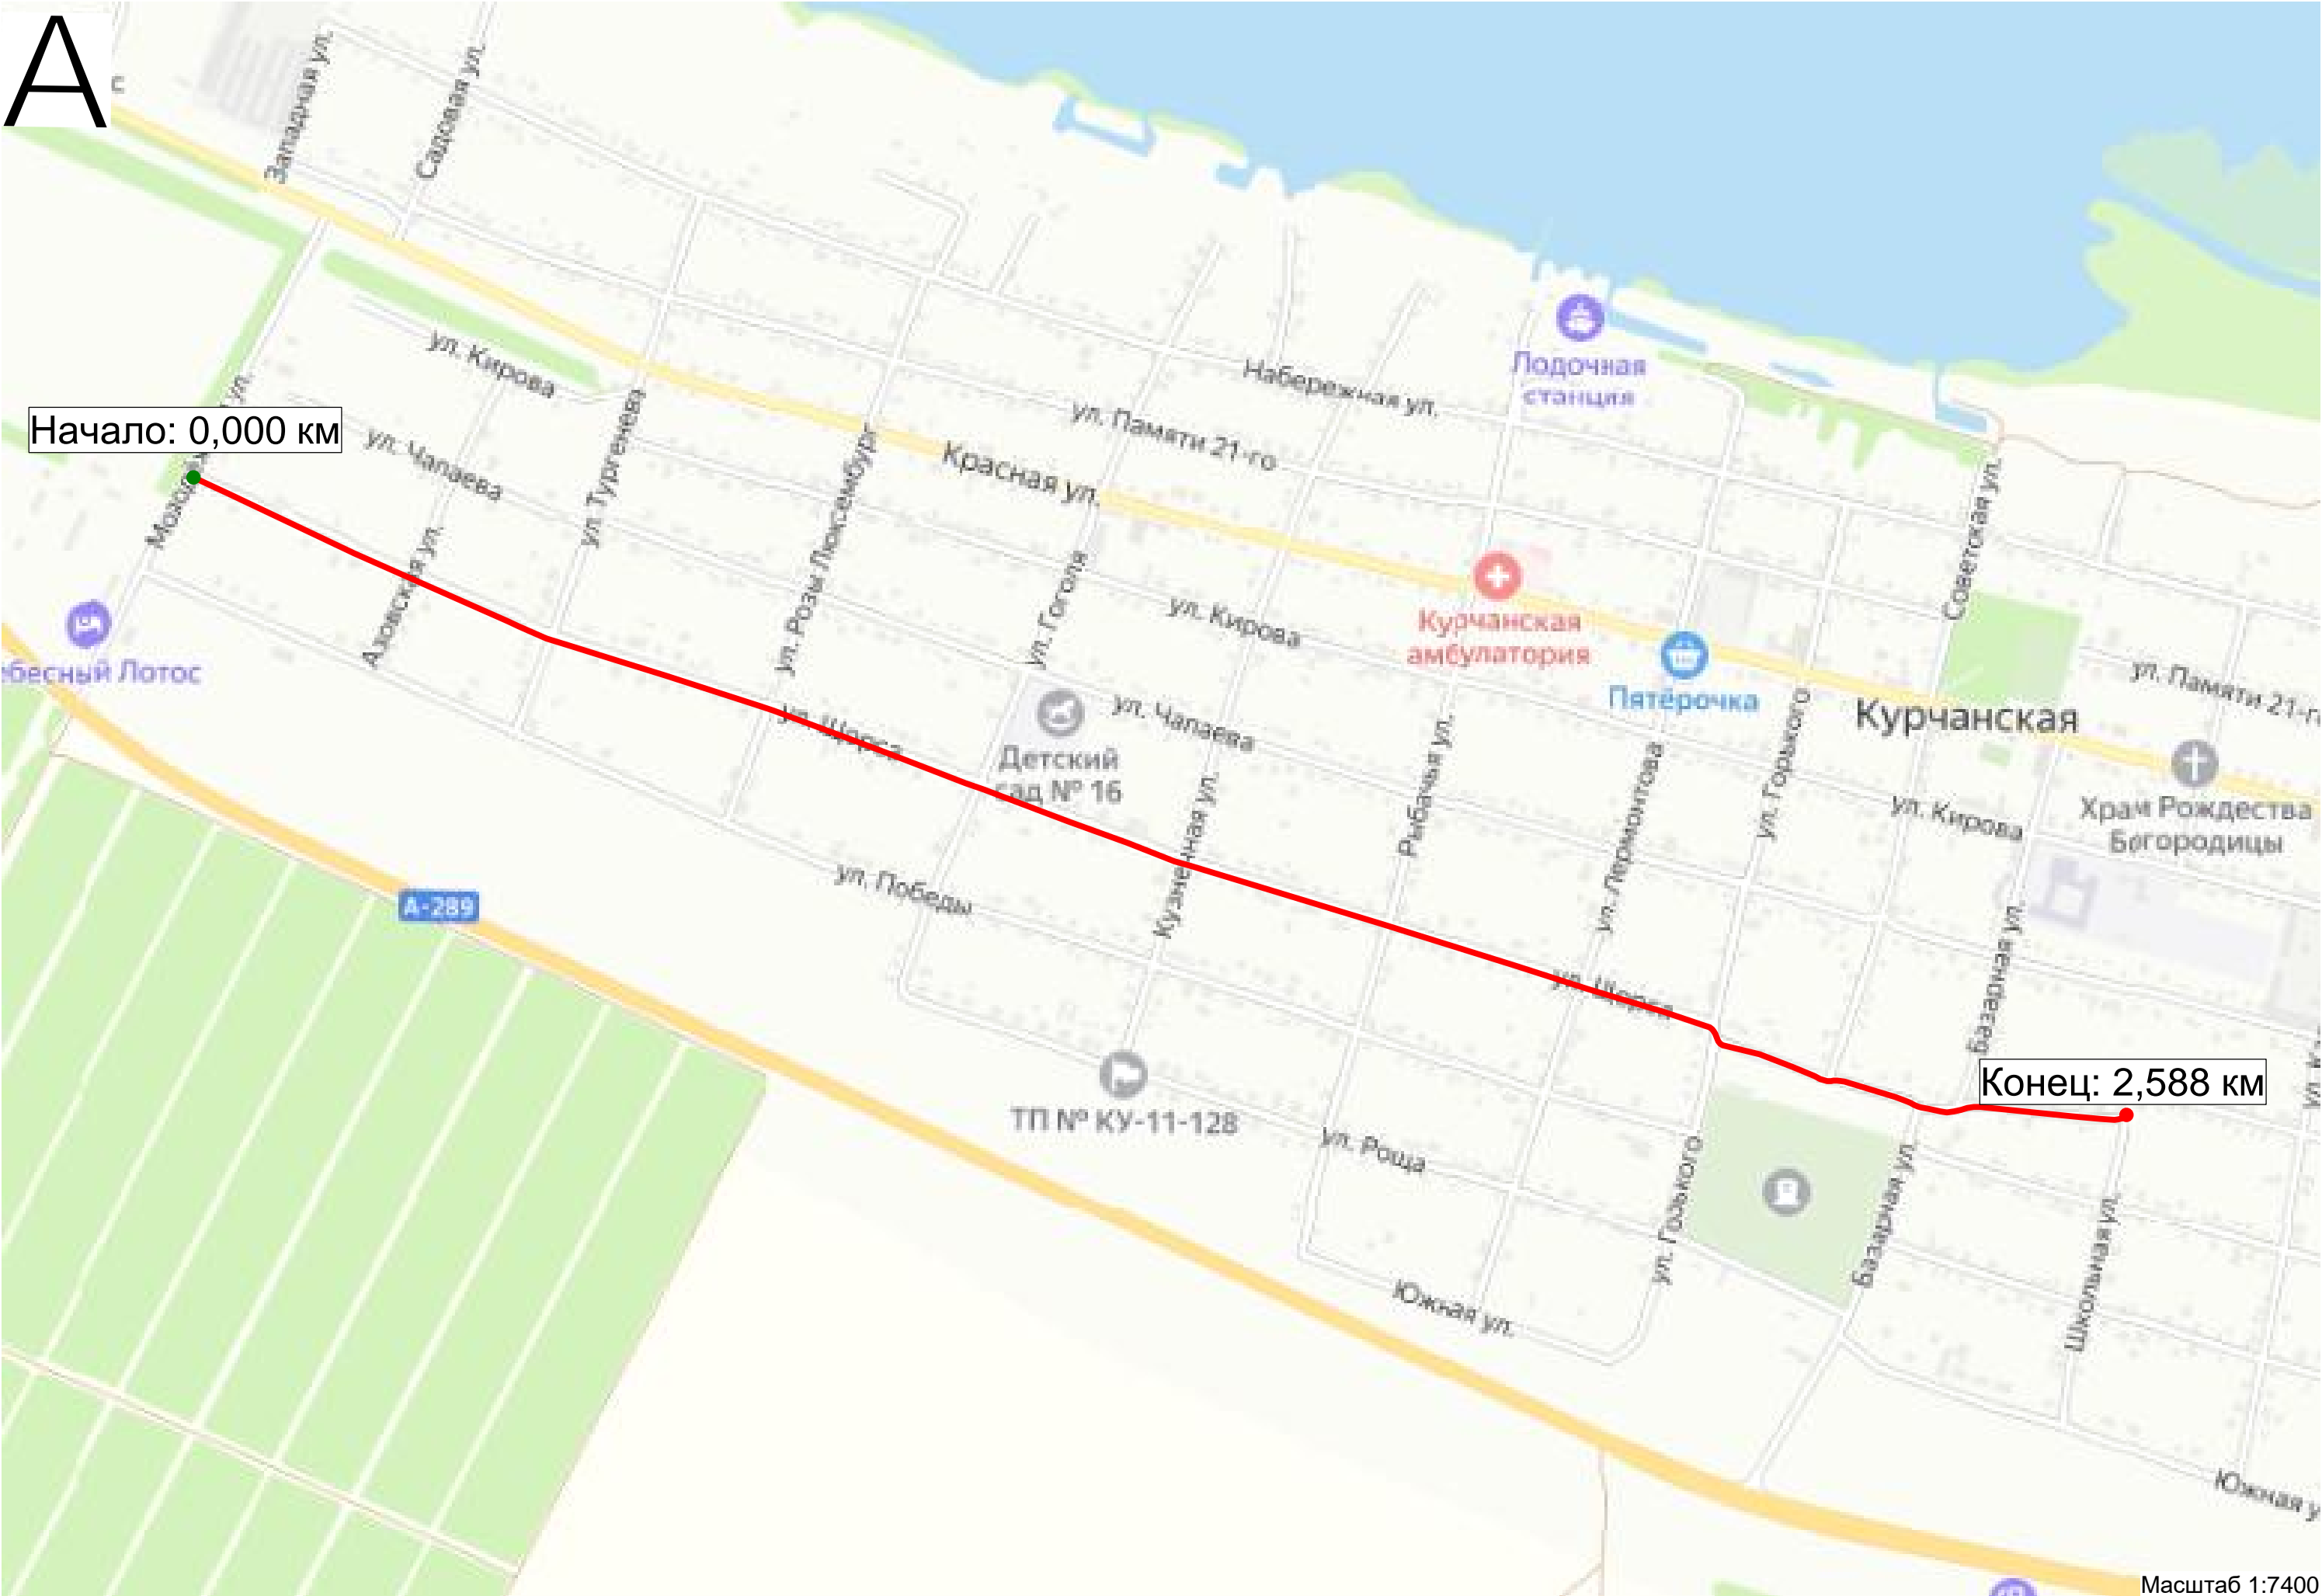 А
с
Западная ул.
Садовая ул.
ул. Кирова
Начало: 0,000 км
ул. Чапаева
ул. Тургенева
Азовская ул.
ул. Розы Люксембург
Набережная ул.
ул. Памяти 21-го
Красная ул.
Лодочная
станция
Советская ул.
ул. Гоголя
ул. Кирова
Курчанская
амбулатория
Пятёрочка
Курчанская
ул. Памяти 21-г
ебесный Лотос
ул. Щорса
Детский
сад № 16
ул. Чапаева
Кузнечная ул.
Рыбачья ул.
ул. Лермонтова
ул. Горького
ул. Кирова
Храм Рождества
Богородицы
А-289
ул. Победы
ул. Щорса
Базарная ул.
Конец: 2,588 км
ТП № КУ-11-128
ул. Роща
ул. Горького
Базарная ул.
Школьная ул.
Южная ул.
Южная у
Масштаб 1:7400